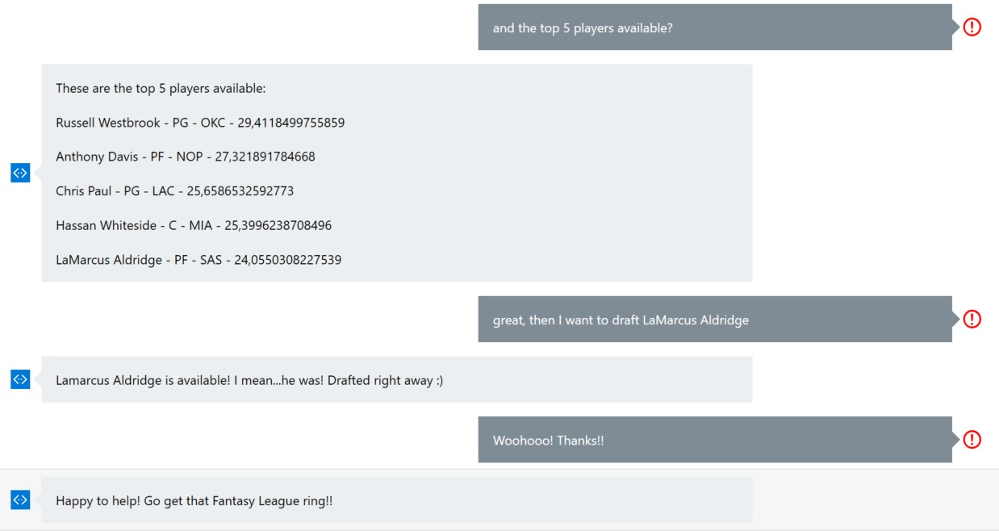 and the top 5 players available?
These are the top 5 players available:
Russell Westbrook - PG - OKC - 29,4118499755859
Anthony Davis - PF - NOP - 27,321891784668
Chris Paul - PG - LAC - 25,6586532592773
Hassan Whiteside - C - MIA - 25,3996238708496
LaMarcus Aldridge - PF - SAS - 24,0550308227539
great, then I want to draft LaMarcus Aldridge
Lamarcus Aldridge is available! I mean...he was! Drafted right away :)
Woohooo! Thanks!!
Happy to help! Go get that Fantasy League ring!!